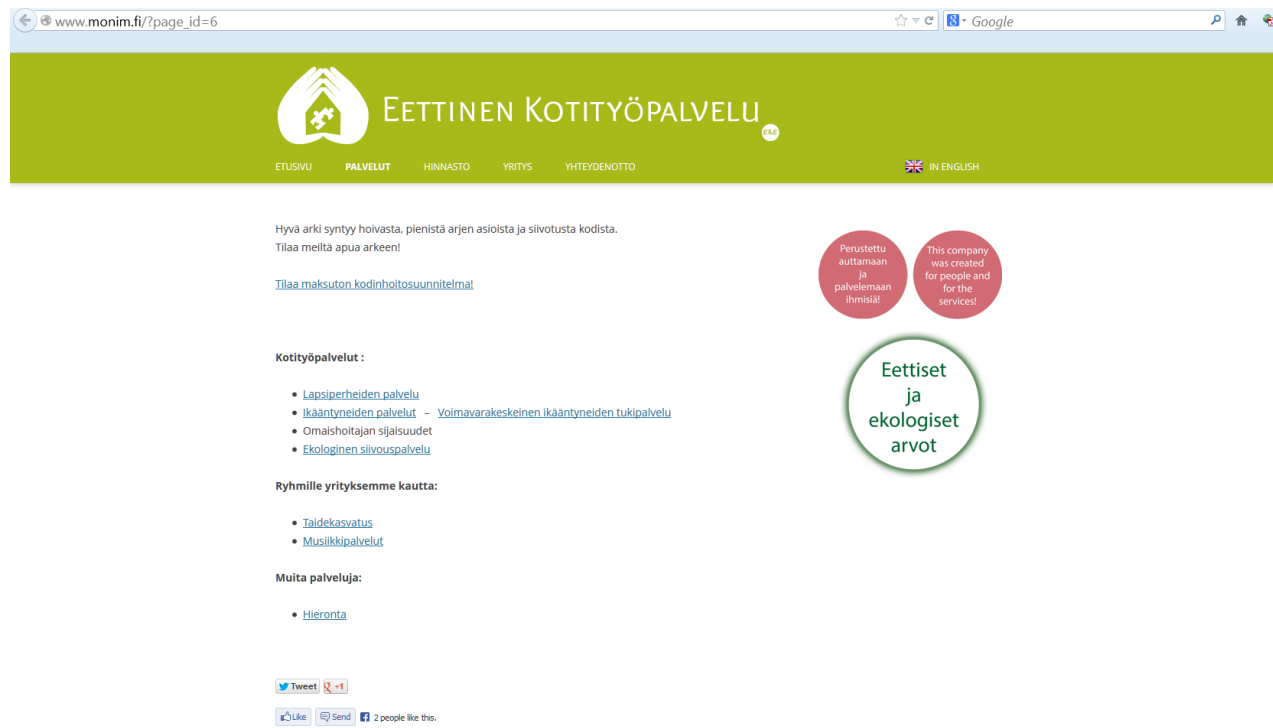 www.monim.fi/?page_id=6
Google
EETTINEN KOTITYÖPALVELU
E&E
ETUSIVU PALVELUT HINNASTO YRITYS YHTEYDENOTTO IN ENGLISH
Hyvä arki syntyy hoivasta, pienistä arjen asioista ja siivotusta kodista.
Tilaa meiltä apua arkeen!
Tilaa maksuton kodinhoitosuunnitelma!
Perustettu
auttamaan
ja
palvelemaan
ihmisiä!
This company
was created
for people and
for the
services!
Eettiset
ja
ekologiset
arvot
Kotityöpalvelut :
Lapsiperheiden palvelu
Ikääntyneiden palvelut – Voimavarakeskeinen ikääntyneiden tukipalvelu
Omaishoitajan sijaisuudet
Ekologinen siivouspalvelu
Ryhmille yrityksemme kautta:
Taidekasvatus
Musiikkipalvelut
Muita palveluja:
Hieronta
Tweet +1
Like Send 2 people like this.